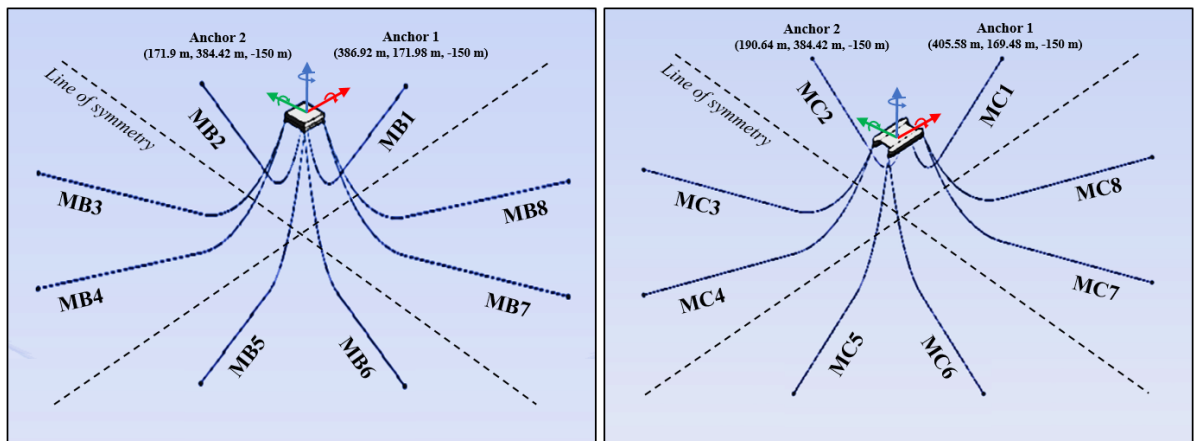 Anchor 2
(171.9 m, 384.42 m, -150 m)
Anchor 1
(386.92 m, 171.98 m, -150 m)
Line of symmetry
MB2
MB1
MB3
MB8
MB4
MB7
MB5
MB6
Anchor 2
(190.64 m, 384.42 m, -150 m)
Anchor 1
(405.58 m, 169.48 m, -150 m)
Line of symmetry
MC2
MC1
MC3
MC8
MC4
MC7
MC5
MC6